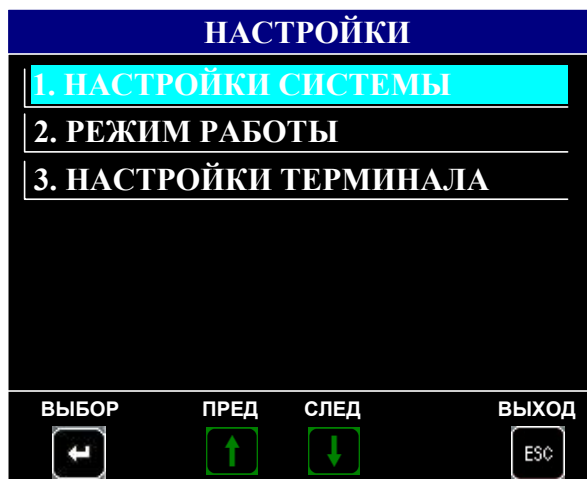 НАСТРОЙКИ
1. НАСТРОЙКИ СИСТЕМЫ
2. РЕЖИМ РАБОТЫ
3. НАСТРОЙКИ ТЕРМИНАЛА
ВЫБОР ПРЕД СЛЕД ВЫХОД
ESC